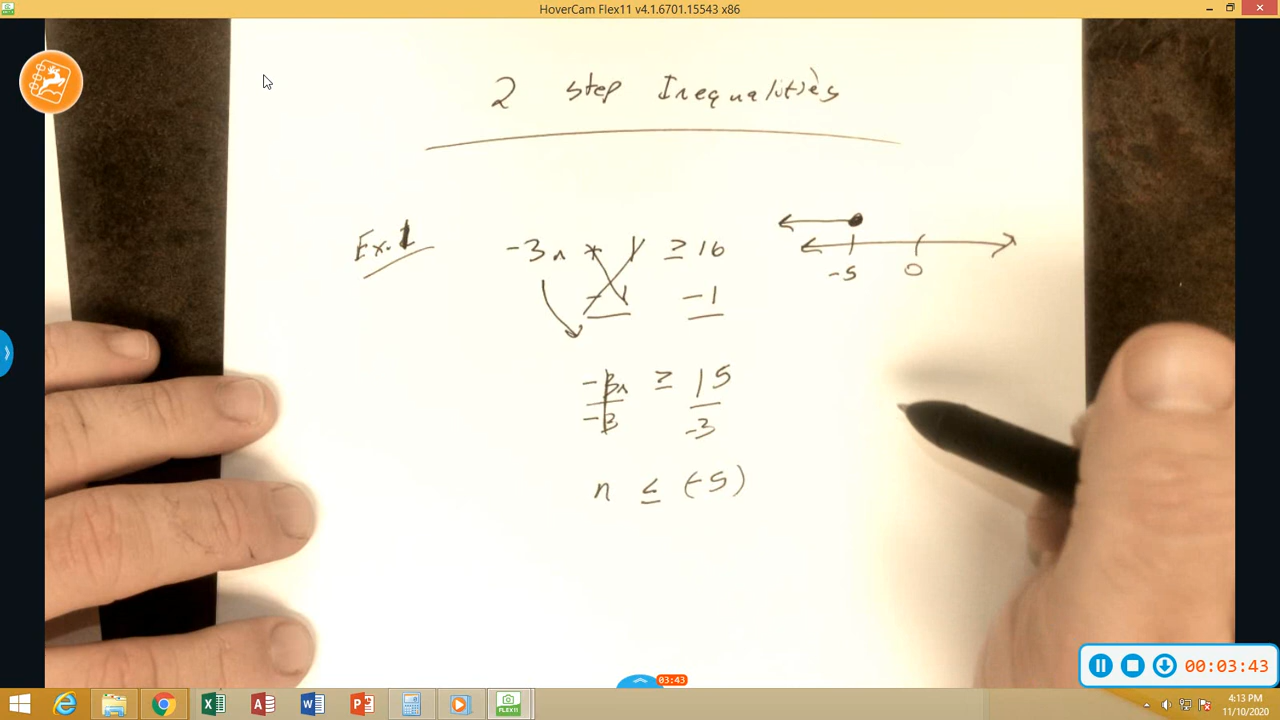 HoverCam Flex11 v4.1.6701.15543 x86
2 step Inequalities
Ex.1
-3n + 1 ≥ 16
-1 -1
-5 0
-3n ≥ 15
-3 -3
n ≤ (-5)
00:03:43
03:43
FLEX11
4:13 PM
11/10/2020